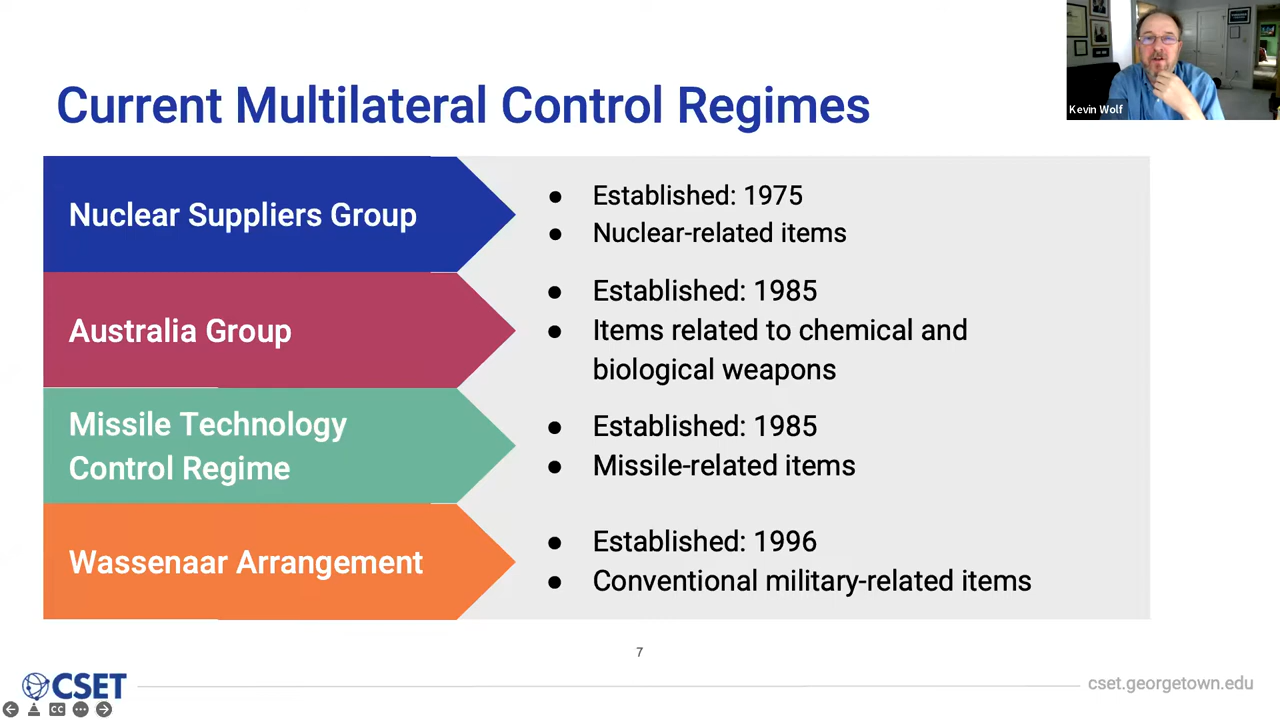 Kevin Wolf
Current Multilateral Control Regimes
Nuclear Suppliers Group
● Established: 1975
● Nuclear-related items
Australia Group
● Established: 1985
● Items related to chemical and
biological weapons
Missile Technology
Control Regime
● Established: 1985
● Missile-related items
Wassenaar Arrangement
● Established: 1996
● Conventional military-related items
7
CSET
cset.georgetown.edu
CC